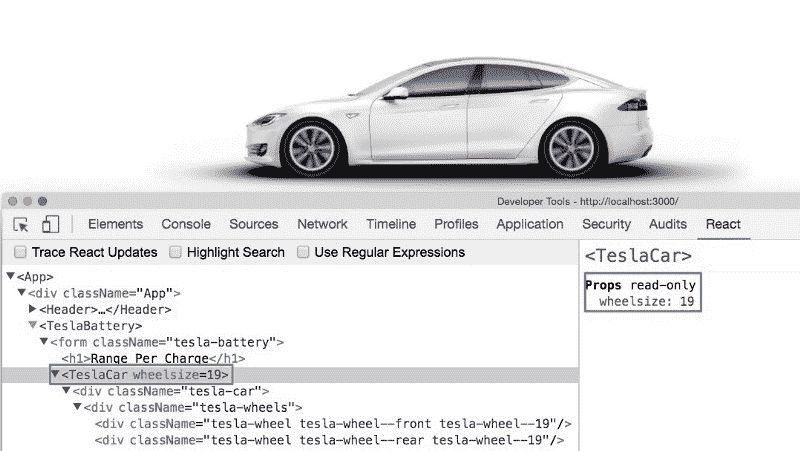 Developer Tools - http://localhost:3000/
Elements Console Sources Network Timeline Profiles Application Security Audits React
Trace React Updates Highlight Search Use Regular Expressions
▼<App>
▼<div className="App">
▶<Header>…</Header>
▼<TeslaBattery>
▼<form className="tesla-battery">
<h1>Range Per Charge</h1>
▼<TeslaCar wheelsize=19>
▼<div className="tesla-car">
▼<div className="tesla-wheels">
<div className="tesla-wheel tesla-wheel--front tesla-wheel--19"/>
<div className="tesla-wheel tesla-wheel--rear tesla-wheel--19"/>
<TeslaCar>
Props read-only
wheelsize: 19